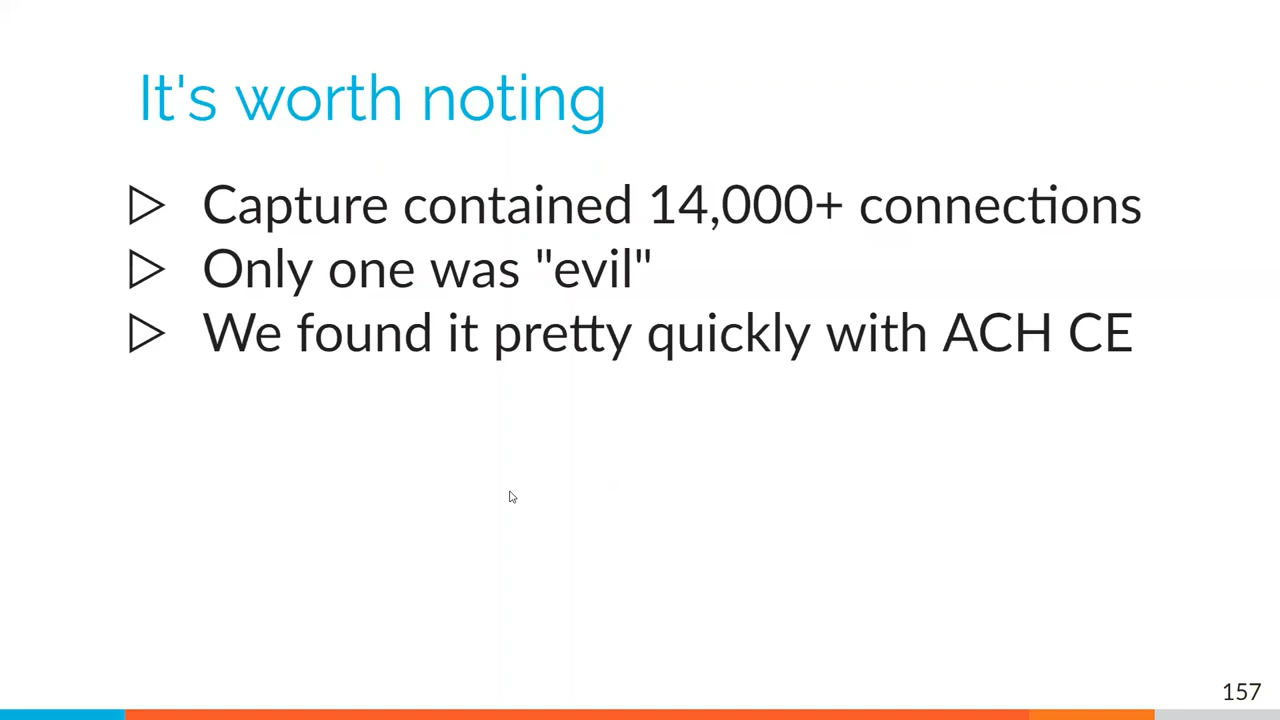 It's worth noting
▷ Capture contained 14,000+ connections
▷ Only one was "evil"
▷ We found it pretty quickly with ACH CE
157